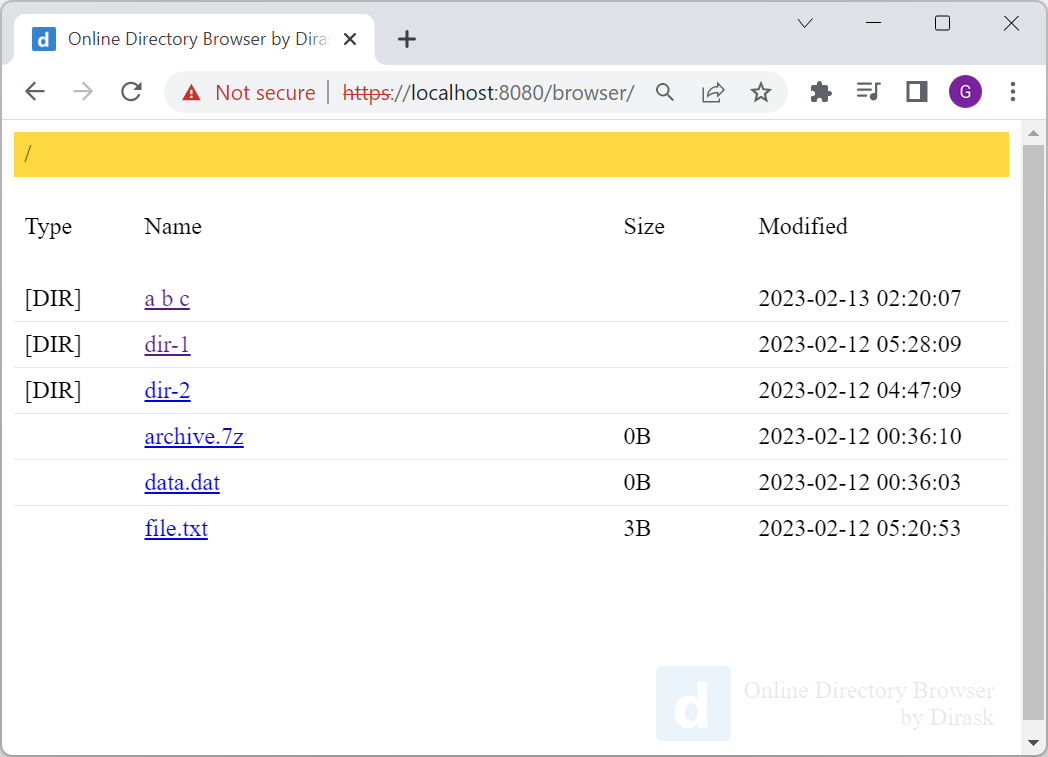 d Online Directory Browser by Dira
Not secure https://localhost:8080/browser/ G
/
Type Name Size Modified
[DIR] a b c 2023-02-13 02:20:07
[DIR] dir-1 2023-02-12 05:28:09
[DIR] dir-2 2023-02-12 04:47:09
archive.7z 0B 2023-02-12 00:36:10
data.dat 0B 2023-02-12 00:36:03
file.txt 3B 2023-02-12 05:20:53
d Online Directory Browser
by Dirask